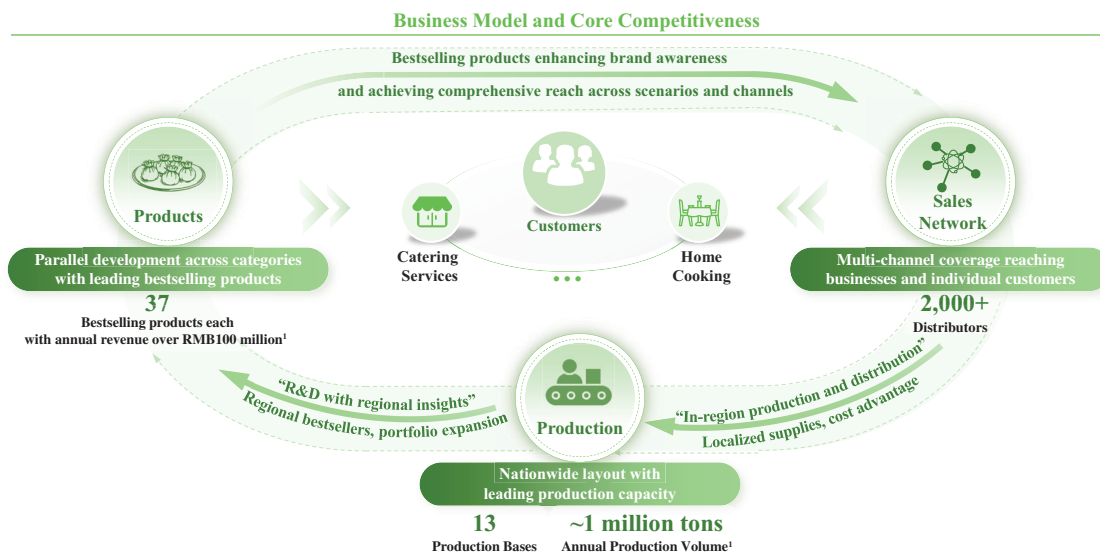 Business Model and Core Competitiveness
Bestselling products enhancing brand awareness
and achieving comprehensive reach across scenarios and channels
Products
Parallel development across categories
with leading bestselling products
37
Bestselling products each
with annual revenue over RMB100 million¹
Customers
Catering
Services
Home
Cooking
Sales
Network
Multi-channel coverage reaching
businesses and individual customers
2,000+
Distributors
“In-region production and distribution”
Localized supplies, cost advantage
“R&D with regional insights”
Regional bestsellers, portfolio expansion
Production
Nationwide layout with
leading production capacity
13
Production Bases
~1 million tons
Annual Production Volume¹